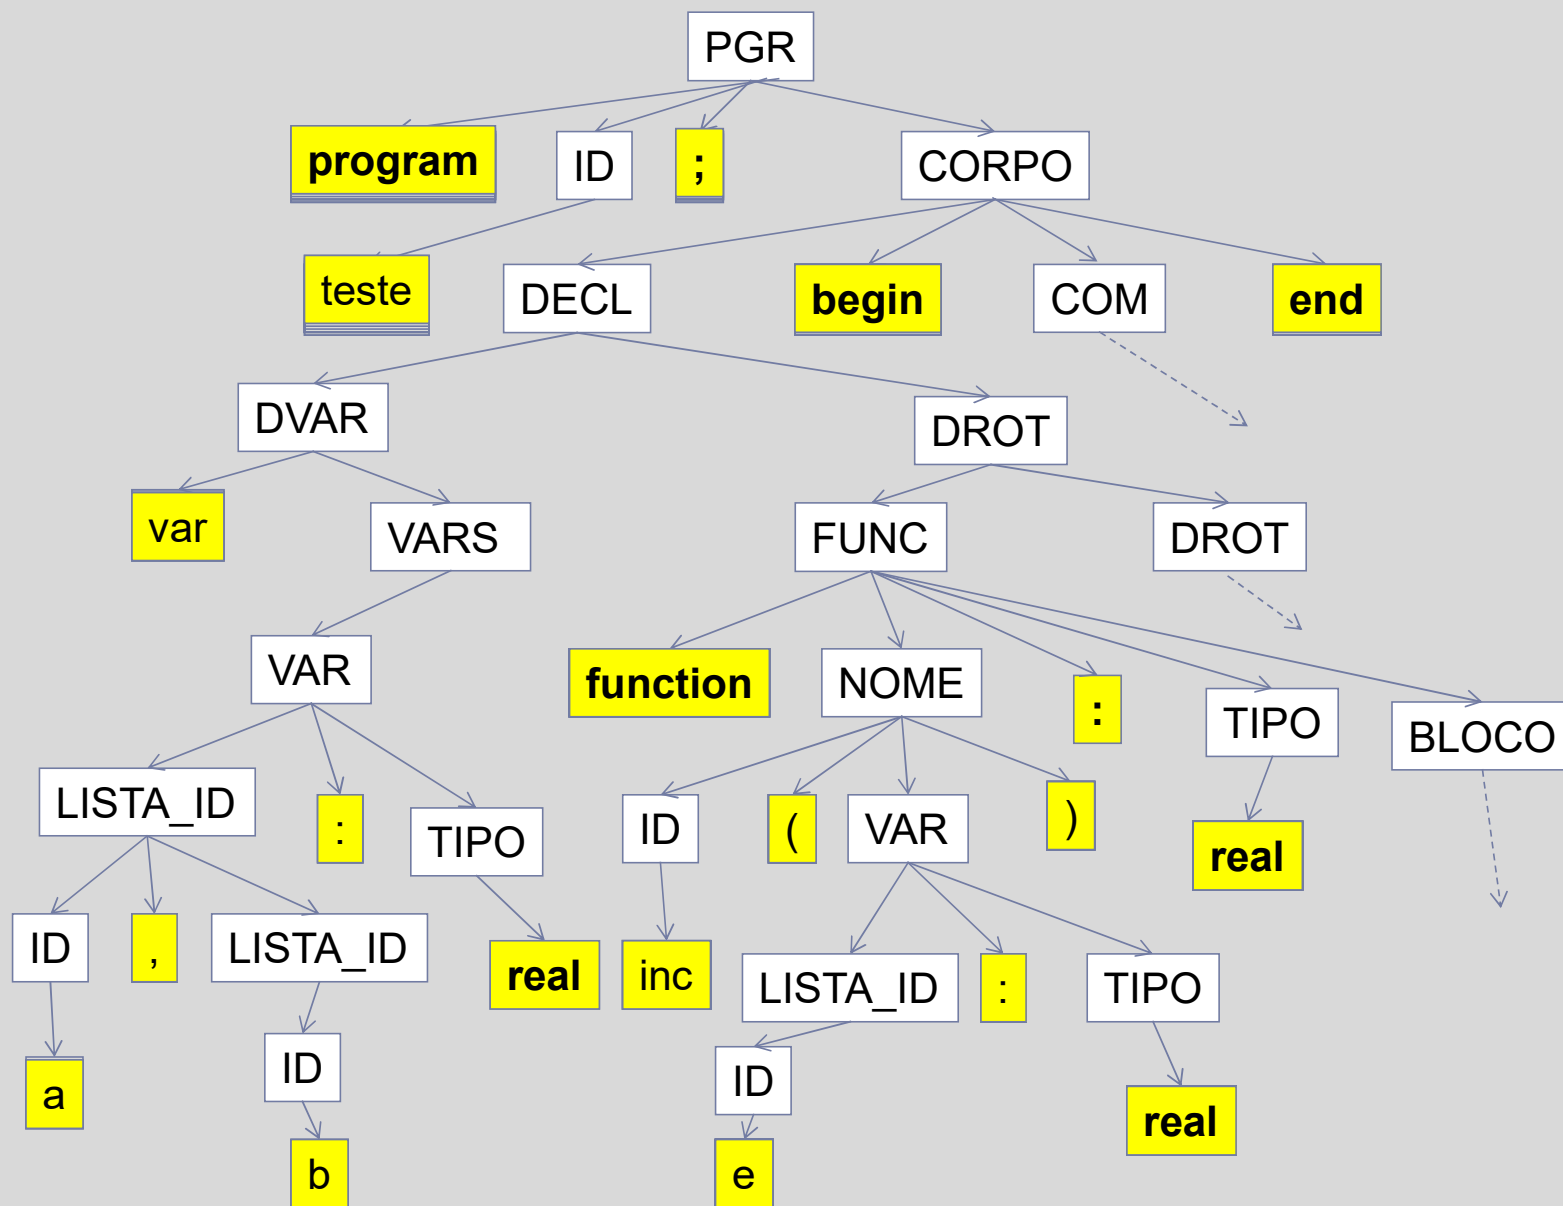 PGR
program
ID
;
CORPO
teste
DECL
begin
COM
end
DVAR
DROT
var
VARS
FUNC
DROT
VAR
function
NOME
:
TIPO
BLOCO
LISTA_ID
:
TIPO
ID
(
VAR
)
real
ID
,
LISTA_ID
real
inc
LISTA_ID
:
TIPO
a
ID
ID
real
b
e